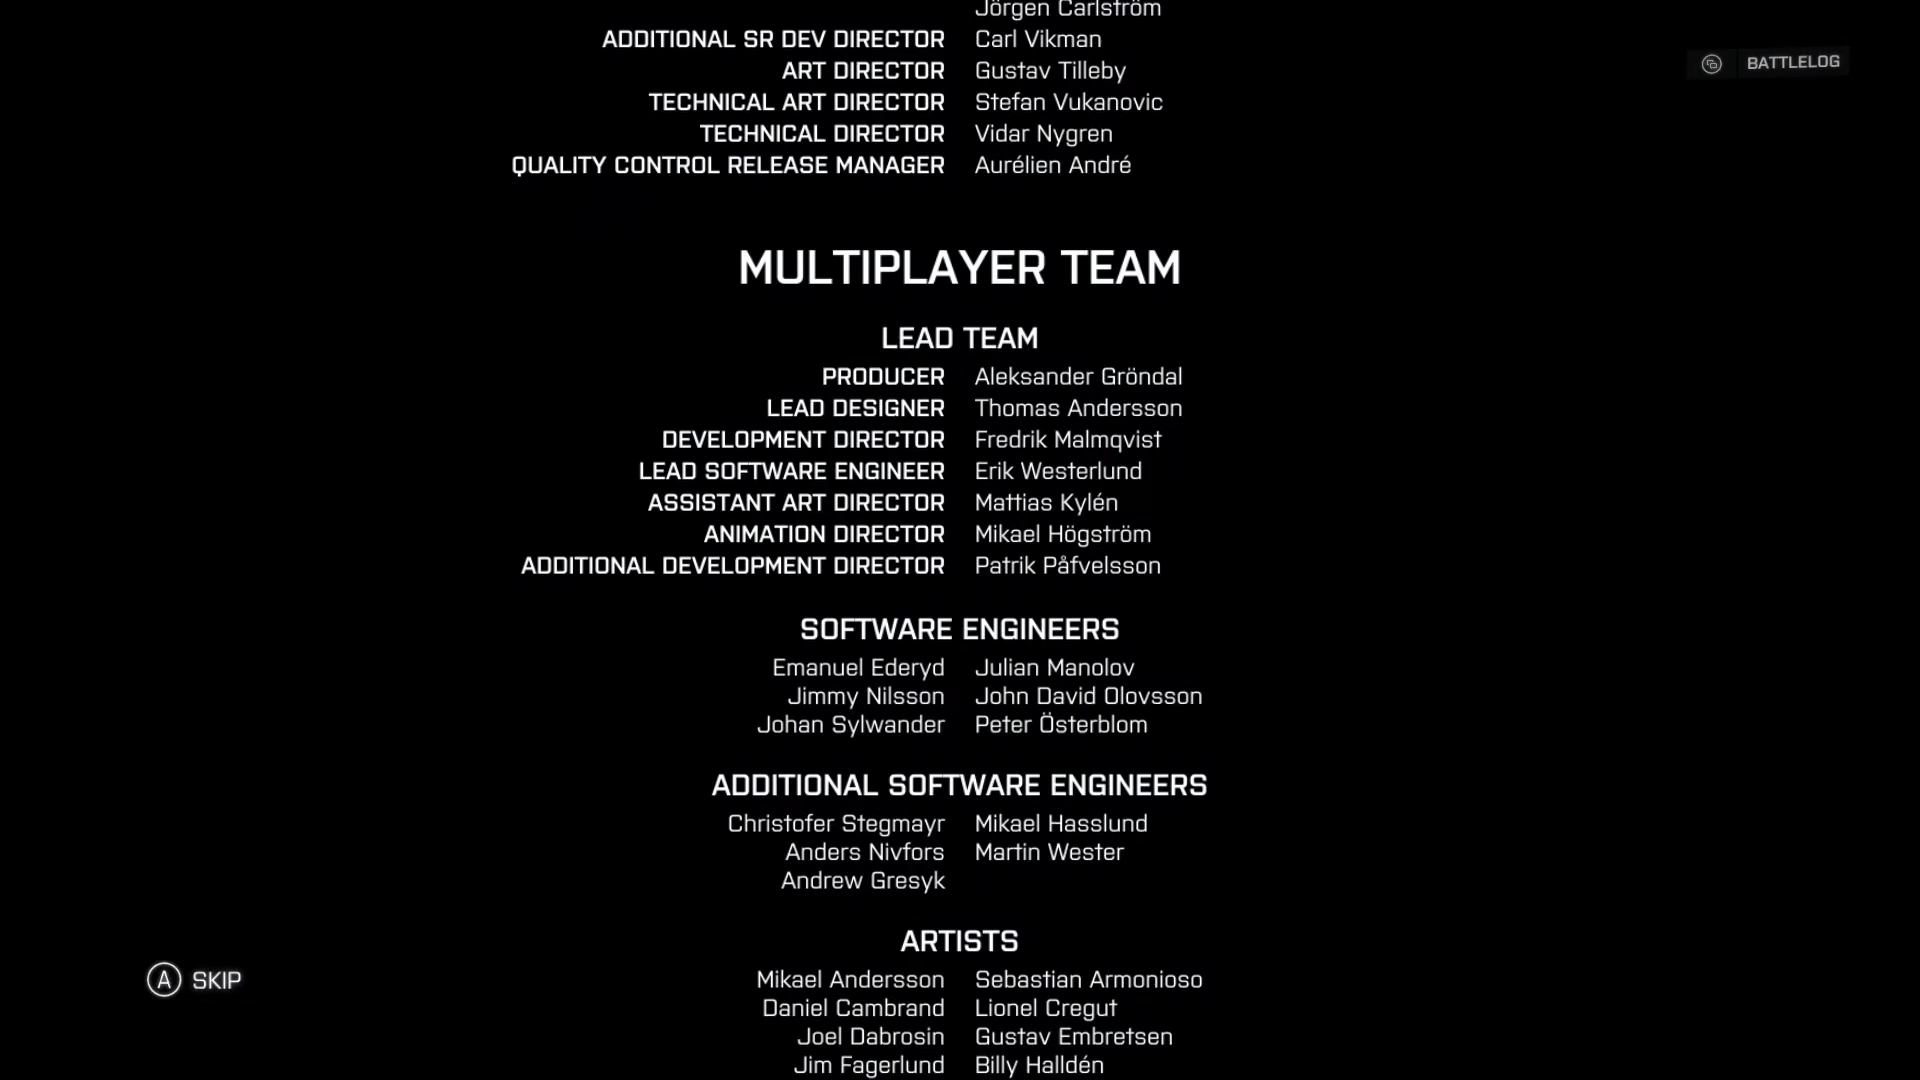 Jörgen Carlström
ADDITIONAL SR DEV DIRECTOR Carl Vikman
ART DIRECTOR Gustav Tilleby
TECHNICAL ART DIRECTOR Stefan Vukanovic
TECHNICAL DIRECTOR Vidar Nygren
QUALITY CONTROL RELEASE MANAGER Aurélien André
BATTLELOG
MULTIPLAYER TEAM
LEAD TEAM
PRODUCER Aleksander Gröndal
LEAD DESIGNER Thomas Andersson
DEVELOPMENT DIRECTOR Fredrik Malmqvist
LEAD SOFTWARE ENGINEER Erik Westerlund
ASSISTANT ART DIRECTOR Mattias Kylén
ANIMATION DIRECTOR Mikael Högström
ADDITIONAL DEVELOPMENT DIRECTOR Patrik Påfvelsson
SOFTWARE ENGINEERS
Emanuel Ederyd Julian Manolov
Jimmy Nilsson John David Olovsson
Johan Sylwander Peter Österblom
ADDITIONAL SOFTWARE ENGINEERS
Christofer Stegmayr Mikael Hasslund
Anders Nivfors Martin Wester
Andrew Gresyk
ARTISTS
Mikael Andersson Sebastian Armonioso
Daniel Cambrand Lionel Cregut
Joel Dabrosin Gustav Embretsen
Jim Fagerlund Billy Halldén
A SKIP